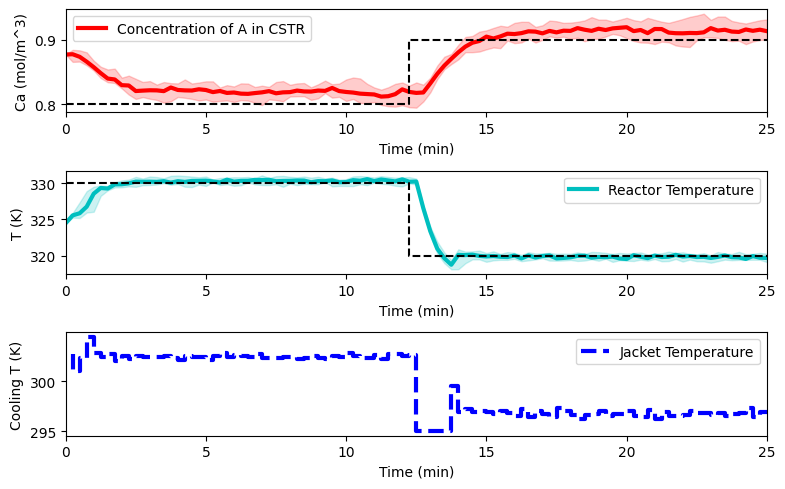 Ca (mol/m^3)
0.9
0.8
Concentration of A in CSTR
0 5 10 15 20 25
Time (min)
T (K)
330
325
320
Reactor Temperature
0 5 10 15 20 25
Time (min)
Cooling T (K)
300
295
Jacket Temperature
0 5 10 15 20 25
Time (min)